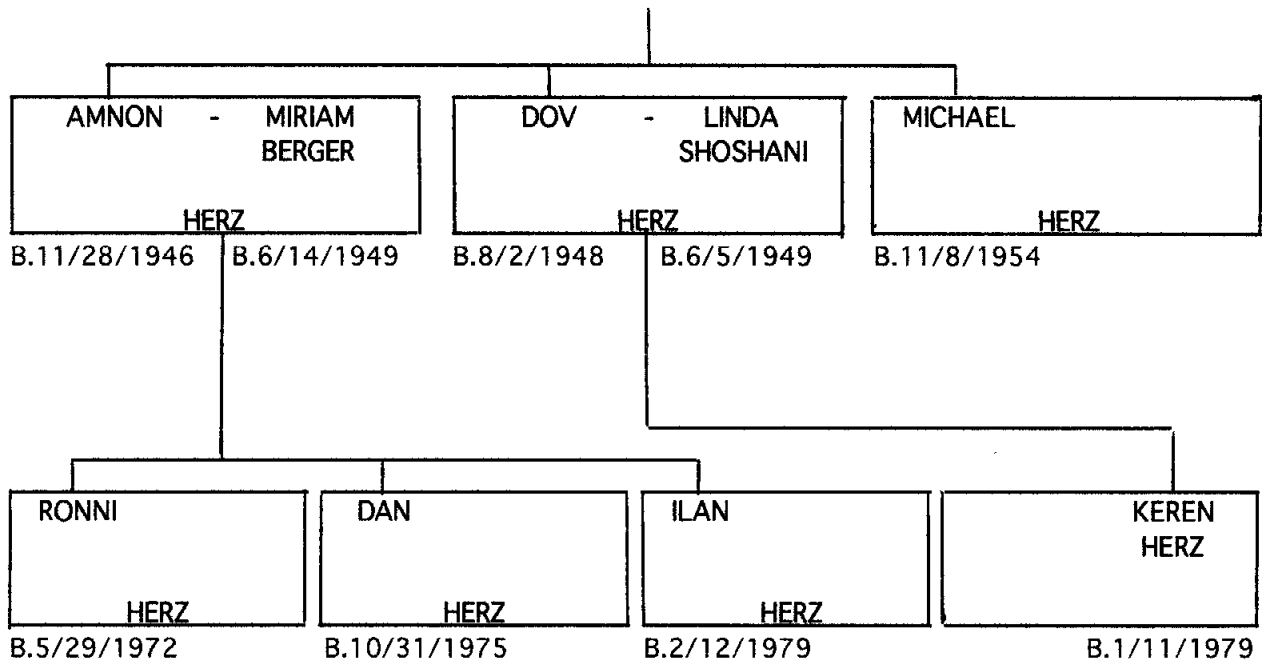 AMNON - MIRIAM
BERGER
HERZ
B.11/28/1946 B.6/14/1949
DOV - LINDA
SHOSHANI
HERZ
B.8/2/1948 B.6/5/1949
MICHAEL
HERZ
B.11/8/1954
RONNI
HERZ
B.5/29/1972
DAN
HERZ
B.10/31/1975
ILAN
HERZ
B.2/12/1979
KEREN
HERZ
B.1/11/1979